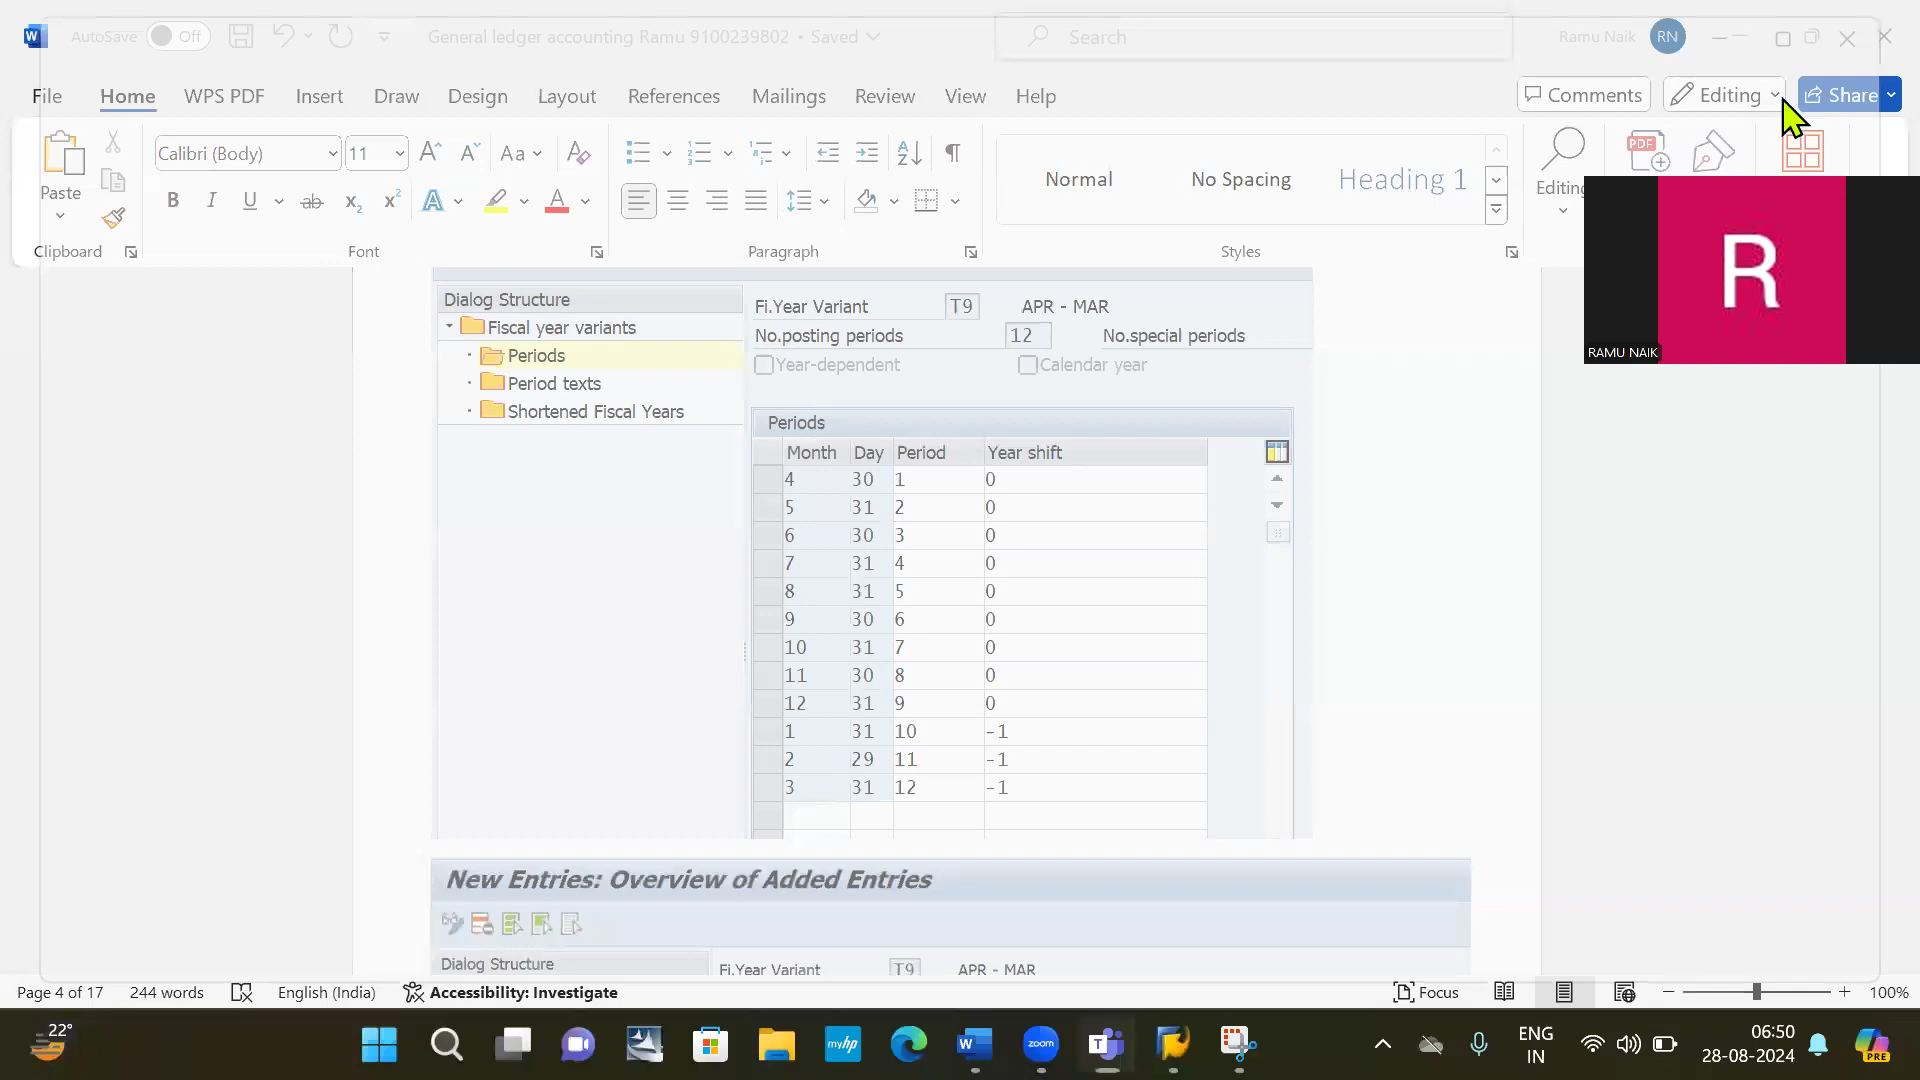 AutoSave Off General ledger accounting Ramu 9100239802 • Saved Search Ramu Naik RN
File Home WPS PDF Insert Draw Design Layout References Mailings Review View Help Comments Editing Share
Calibri (Body) 11 Aa
Paste B I U ab x₂ x² A A
Normal No Spacing Heading 1
Editing PDF
Clipboard Font Paragraph Styles
R
RAMU NAIK
Dialog Structure
Fiscal year variants
Periods
Period texts
Shortened Fiscal Years
Fi.Year Variant T9 APR - MAR
No.posting periods 12 No.special periods
Year-dependent Calendar year
Periods
Month Day Period Year shift
4 30 1 0
5 31 2 0
6 30 3 0
7 31 4 0
8 31 5 0
9 30 6 0
10 31 7 0
11 30 8 0
12 31 9 0
1 31 10 -1
2 29 11 -1
3 31 12 -1
New Entries: Overview of Added Entries
Dialog Structure Fi.Year Variant T9 APR - MAR
Page 4 of 17 244 words English (India) Accessibility: Investigate Focus 100%
22° myhp W zoom T ENG IN 06:50 28-08-2024 PRE